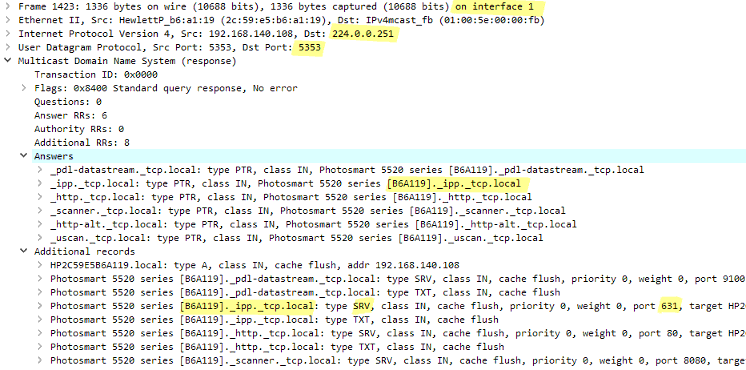 Frame 1423: 1336 bytes on wire (10688 bits), 1336 bytes captured (10688 bits) on interface 1
Ethernet II, Src: HewlettP_b6:a1:19 (2c:59:e5:b6:a1:19), Dst: IPv4mcast_fb (01:00:5e:00:00:fb)
Internet Protocol Version 4, Src: 192.168.140.108, Dst: 224.0.0.251
User Datagram Protocol, Src Port: 5353, Dst Port: 5353
Multicast Domain Name System (response)
Transaction ID: 0x0000
Flags: 0x8400 Standard query response, No error
Questions: 0
Answer RRs: 6
Authority RRs: 0
Additional RRs: 8
Answers
_pdl-datastream._tcp.local: type PTR, class IN, Photosmart 5520 series [B6A119]._pdl-datastream._tcp.local
_ipp._tcp.local: type PTR, class IN, Photosmart 5520 series [B6A119]._ipp._tcp.local
_http._tcp.local: type PTR, class IN, Photosmart 5520 series [B6A119]._http._tcp.local
_scanner._tcp.local: type PTR, class IN, Photosmart 5520 series [B6A119]._scanner._tcp.local
_http-alt._tcp.local: type PTR, class IN, Photosmart 5520 series [B6A119]._http-alt._tcp.local
_uscan._tcp.local: type PTR, class IN, Photosmart 5520 series [B6A119]._uscan._tcp.local
Additional records
HP2C59E5B6A119.local: type A, class IN, cache flush, addr 192.168.140.108
Photosmart 5520 series [B6A119]._pdl-datastream._tcp.local: type SRV, class IN, cache flush, priority 0, weight 0, port 9100
Photosmart 5520 series [B6A119]._pdl-datastream._tcp.local: type TXT, class IN, cache flush
Photosmart 5520 series [B6A119]._ipp._tcp.local: type SRV, class IN, cache flush, priority 0, weight 0, port 631, target HP2
Photosmart 5520 series [B6A119]._ipp._tcp.local: type TXT, class IN, cache flush
Photosmart 5520 series [B6A119]._http._tcp.local: type SRV, class IN, cache flush, priority 0, weight 0, port 80, target HP2
Photosmart 5520 series [B6A119]._http._tcp.local: type TXT, class IN, cache flush
Photosmart 5520 series [B6A119]._scanner._tcp.local: type SRV, class IN, cache flush, priority 0, weight 0, port 8080, targe